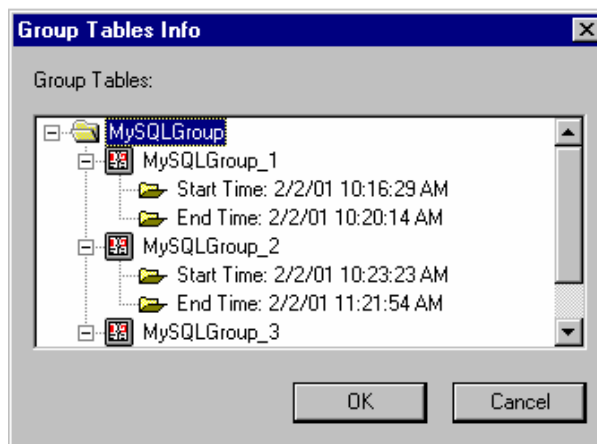 Group Tables Info
Group Tables:
MySQLGroup
MySQLGroup_1
Start Time: 2/2/01 10:16:29 AM
End Time: 2/2/01 10:20:14 AM
MySQLGroup_2
Start Time: 2/2/01 10:23:23 AM
End Time: 2/2/01 11:21:54 AM
MySQLGroup_3
OK Cancel